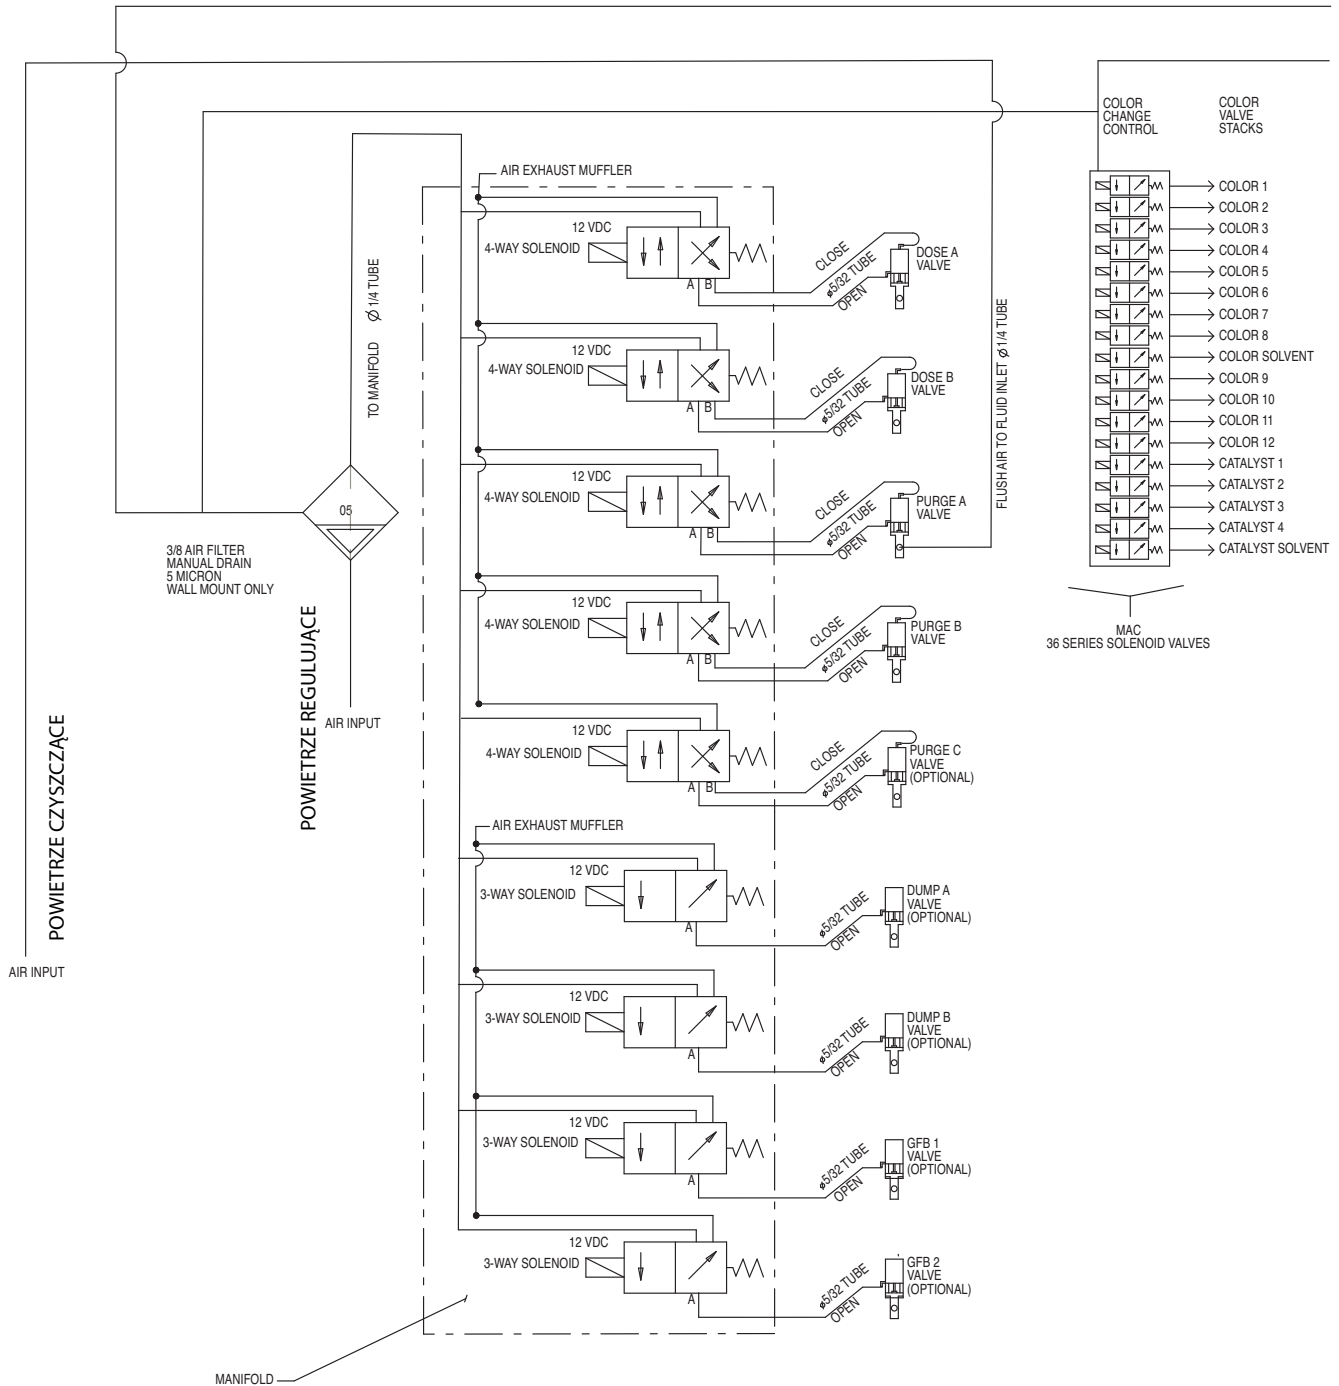 COLOR
CHANGE
CONTROL
COLOR
VALVE
STACKS
AIR EXHAUST MUFFLER
12 VDC
4-WAY SOLENOID
A
B
CLOSE
ø5/32 TUBE
OPEN
DOSE A
VALVE
12 VDC
4-WAY SOLENOID
A
B
CLOSE
ø5/32 TUBE
OPEN
DOSE B
VALVE
12 VDC
4-WAY SOLENOID
A
B
CLOSE
ø5/32 TUBE
OPEN
PURGE A
VALVE
12 VDC
4-WAY SOLENOID
A
B
CLOSE
ø5/32 TUBE
OPEN
PURGE B
VALVE
12 VDC
4-WAY SOLENOID
A
B
CLOSE
ø5/32 TUBE
OPEN
PURGE C
VALVE
(OPTIONAL)
AIR EXHAUST MUFFLER
12 VDC
3-WAY SOLENOID
A
ø5/32 TUBE
OPEN
DUMP A
VALVE
(OPTIONAL)
12 VDC
3-WAY SOLENOID
A
ø5/32 TUBE
OPEN
DUMP B
VALVE
(OPTIONAL)
12 VDC
3-WAY SOLENOID
A
ø5/32 TUBE
OPEN
GFB 1
VALVE
(OPTIONAL)
12 VDC
3-WAY SOLENOID
A
ø5/32 TUBE
OPEN
GFB 2
VALVE
(OPTIONAL)
MANIFOLD
TO MANIFOLD Ø 1/4 TUBE
05
3/8 AIR FILTER
MANUAL DRAIN
5 MICRON
WALL MOUNT ONLY
POWIETRZE REGULUJĄCE
AIR INPUT
POWIETRZE CZYSZCZĄCE
AIR INPUT
FLUSH AIR TO FLUID INLET ø 1/4 TUBE
COLOR 1
COLOR 2
COLOR 3
COLOR 4
COLOR 5
COLOR 6
COLOR 7
COLOR 8
COLOR SOLVENT
COLOR 9
COLOR 10
COLOR 11
COLOR 12
CATALYST 1
CATALYST 2
CATALYST 3
CATALYST 4
CATALYST SOLVENT
MAC
36 SERIES SOLENOID VALVES